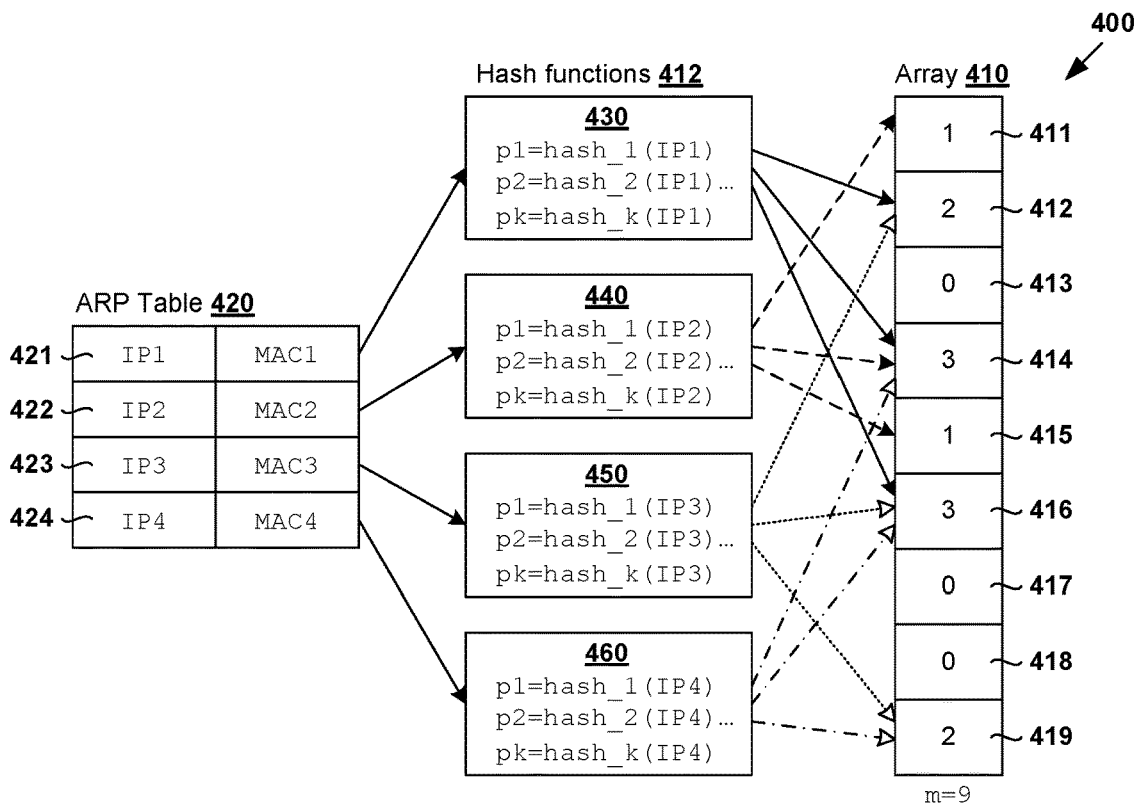 400
Hash functions 412
Array 410
430
p1=hash_1(IP1)
p2=hash_2(IP1)…
pk=hash_k(IP1)
440
p1=hash_1(IP2)
p2=hash_2(IP2)…
pk=hash_k(IP2)
450
p1=hash_1(IP3)
p2=hash_2(IP3)…
pk=hash_k(IP3)
460
p1=hash_1(IP4)
p2=hash_2(IP4)…
pk=hash_k(IP4)
ARP Table 420
421 IP1 MAC1
422 IP2 MAC2
423 IP3 MAC3
424 IP4 MAC4
1 411
2 412
0 413
3 414
1 415
3 416
0 417
0 418
2 419
m=9